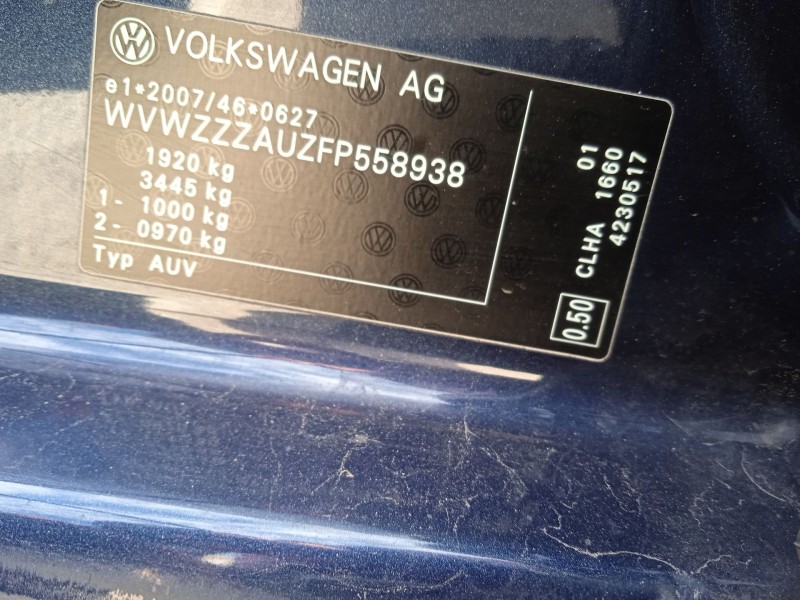 VOLKSWAGEN AG
e1*2007/46*0627
WVWZZZAUZFP558938
1920 kg
3445 kg
1- 1000 kg
2- 0970 kg
Typ AUV
01
CLHA 1660
4230517
0.50